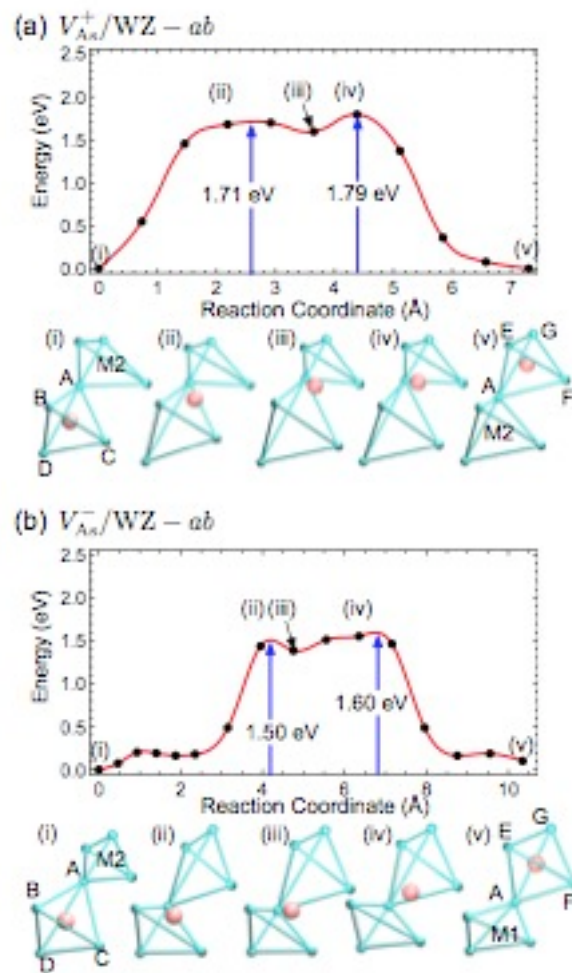 (a) V⁺_As/WZ − ab
2.5
2.0
1.5
1.0
0.5
0.0
Energy (eV)
(i)
(ii)
(iii)
(iv)
(v)
1.71 eV
1.79 eV
0 1 2 3 4 5 6 7
Reaction Coordinate (Å)
(i) (ii) (iii) (iv) (v)
E G
M2
A
B
D C
A F
M2
(b) V⁻_As/WZ − ab
2.5
2.0
1.5
1.0
0.5
0.0
Energy (eV)
(i)
(ii) (iii)
(iv)
(v)
1.50 eV
1.60 eV
0 2 4 6 8 10
Reaction Coordinate (Å)
(i) (ii) (iii) (iv) (v)
E G
A M2
B
D C
A F
M1